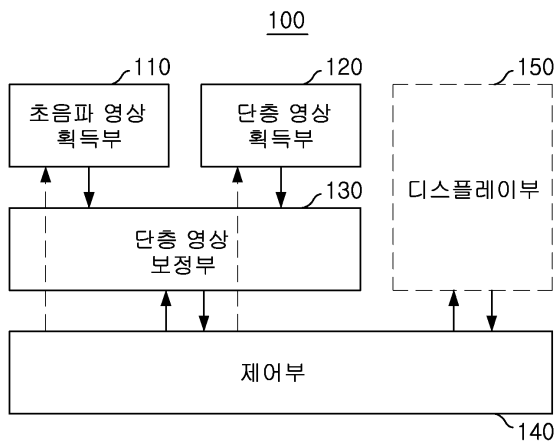 100
110
초음파 영상
획득부
120
단층 영상
획득부
150
디스플레이부
130
단층 영상
보정부
제어부
140